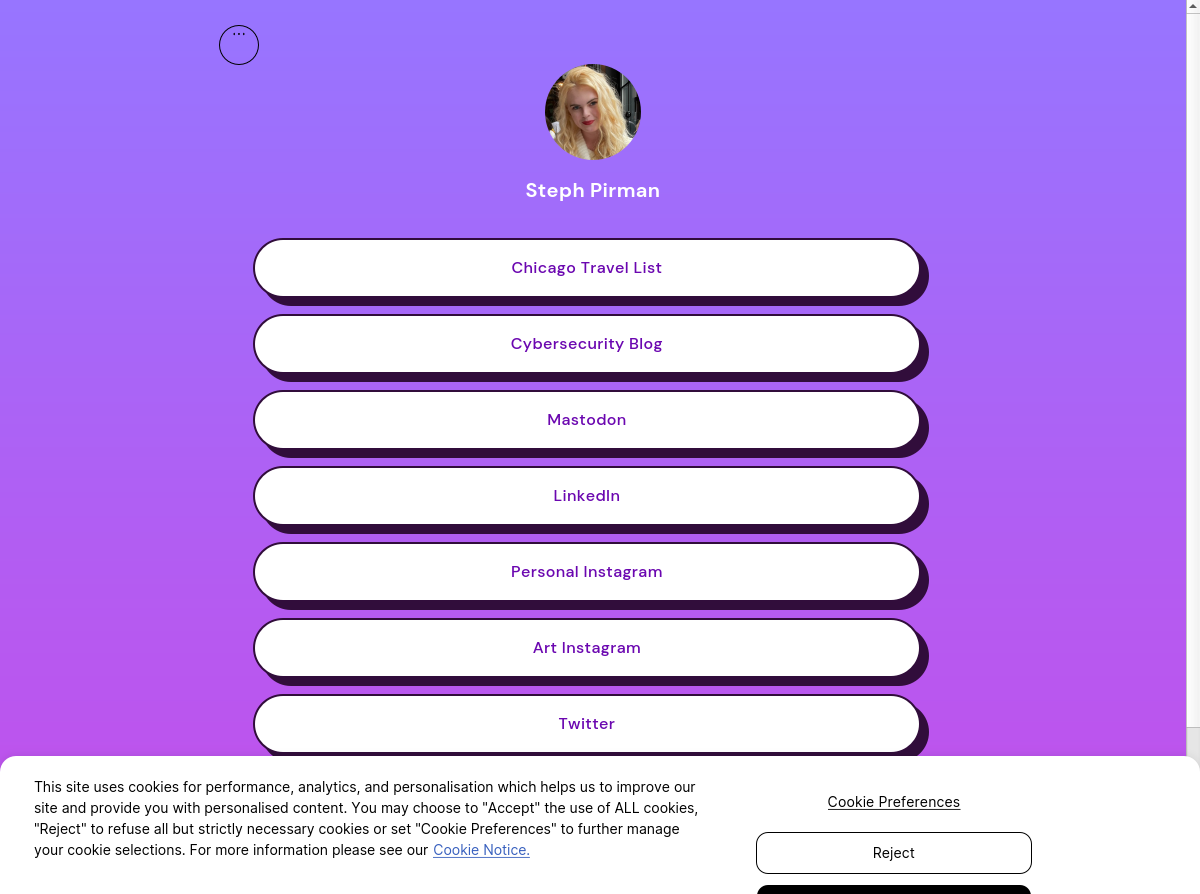 ...
Steph Pirman
Chicago Travel List
Cybersecurity Blog
Mastodon
LinkedIn
Personal Instagram
Art Instagram
Twitter
This site uses cookies for performance, analytics, and personalisation which helps us to improve our
site and provide you with personalised content. You may choose to "Accept" the use of ALL cookies,
"Reject" to refuse all but strictly necessary cookies or set "Cookie Preferences" to further manage
your cookie selections. For more information please see our Cookie Notice.
Cookie Preferences
Reject